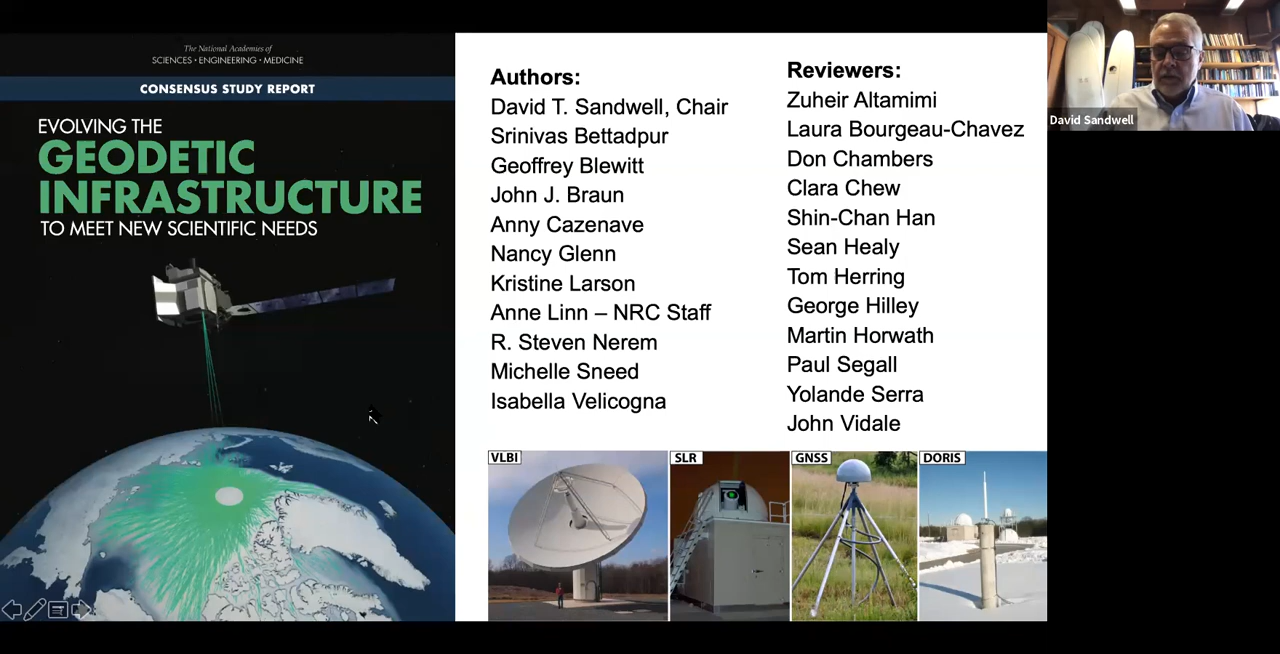 The National Academies of
SCIENCES • ENGINEERING • MEDICINE
CONSENSUS STUDY REPORT
EVOLVING THE
GEODETIC
INFRASTRUCTURE
TO MEET NEW SCIENTIFIC NEEDS
Authors:
David T. Sandwell, Chair
Srinivas Bettadpur
Geoffrey Blewitt
John J. Braun
Anny Cazenave
Nancy Glenn
Kristine Larson
Anne Linn – NRC Staff
R. Steven Nerem
Michelle Sneed
Isabella Velicogna
Reviewers:
Zuheir Altamimi
Laura Bourgeau-Chavez
Don Chambers
Clara Chew
Shin-Chan Han
Sean Healy
Tom Herring
George Hilley
Martin Horwath
Paul Segall
Yolande Serra
John Vidale
VLBI
SLR
GNSS
DORIS
David Sandwell